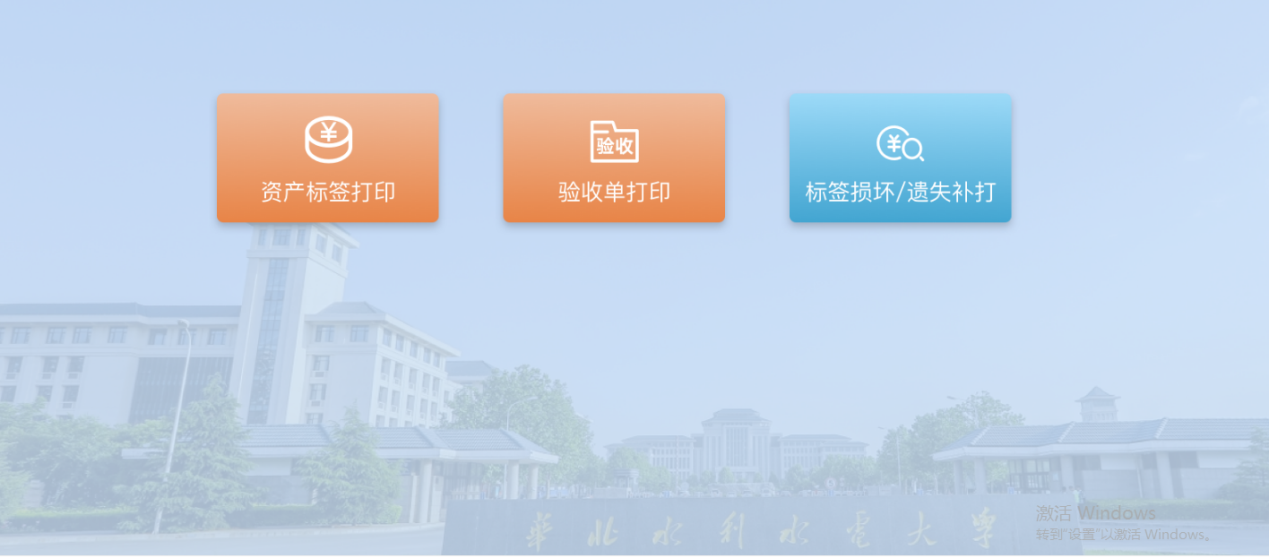 ¥
验收
¥
资产标签打印
验收单打印
标签损坏/遗失补打
华北水利水电大学
激活 Windows
转到"设置"以激活 Windows。